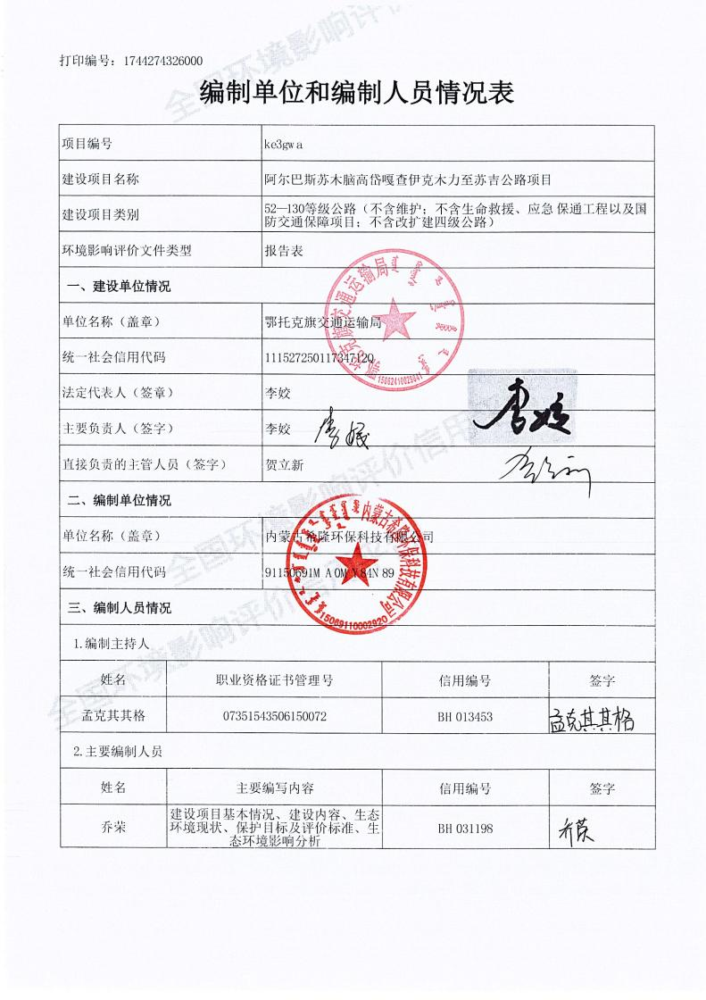 打印编号：1744274326000
编制单位和编制人员情况表
项目编号 ke3gwa
建设项目名称 阿尔巴斯苏木脑高岱嘎查伊克木力至苏吉公路项目
建设项目类别 52—130等级公路（不含维护；不含生命救援、应急保通工程以及国
防交通保障项目；不含改扩建四级公路）
环境影响评价文件类型 报告表
一、建设单位情况
单位名称（盖章） 鄂托克旗交通运输局
统一社会信用代码 11152725011734712Q
法定代表人（签章） 李姣
主要负责人（签字） 李姣
直接负责的主管人员（签字） 贺立新
二、编制单位情况
单位名称（盖章） 内蒙古希隆环保科技有限公司
统一社会信用代码 91150691MA0MY84N89
三、编制人员情况
1.编制主持人
姓名 职业资格证书管理号 信用编号 签字
孟克其其格 07351543506150072 BH013453 孟克其其格
2.主要编制人员
姓名 主要编写内容 信用编号 签字
建设项目基本情况、建设内容、生态
乔荣 环境现状、保护目标及评价标准、生 BH031198 乔荣
态环境影响分析